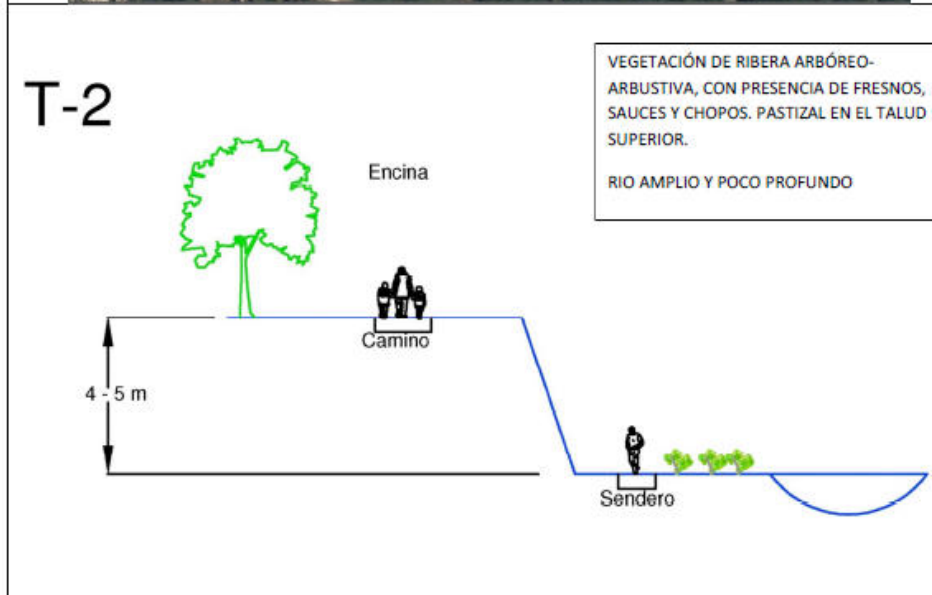 T-2
VEGETACIÓN DE RIBERA ARBÓREO-
ARBUSTIVA, CON PRESENCIA DE FRESNOS,
SAUCES Y CHOPOS. PASTIZAL EN EL TALUD
SUPERIOR.
RIO AMPLIO Y POCO PROFUNDO
Encina
Camino
4 - 5 m
Sendero